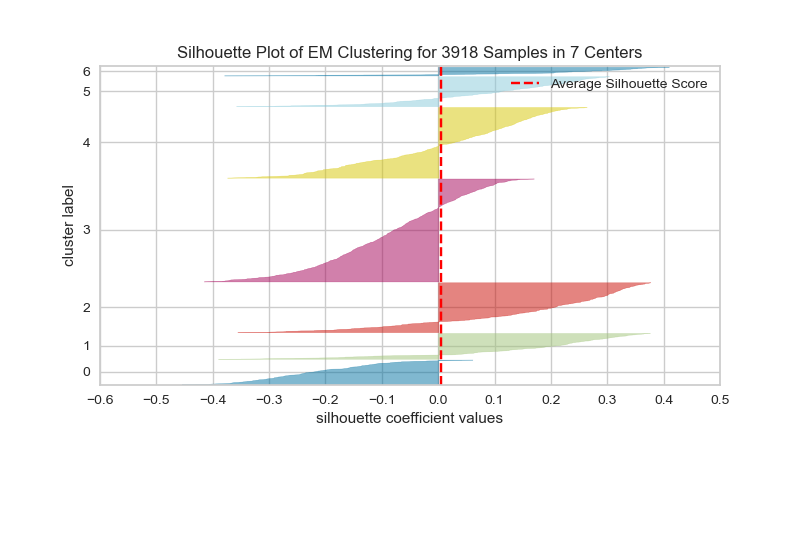 Silhouette Plot of EM Clustering for 3918 Samples in 7 Centers
6
5
4
3
2
1
0
cluster label
Average Silhouette Score
−0.6 −0.5 −0.4 −0.3 −0.2 −0.1 0.0 0.1 0.2 0.3 0.4 0.5
silhouette coefficient values